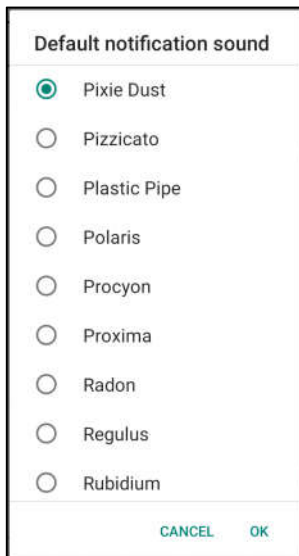 Default notification sound
Pixie Dust
Pizzicato
Plastic Pipe
Polaris
Procyon
Proxima
Radon
Regulus
Rubidium
CANCEL OK